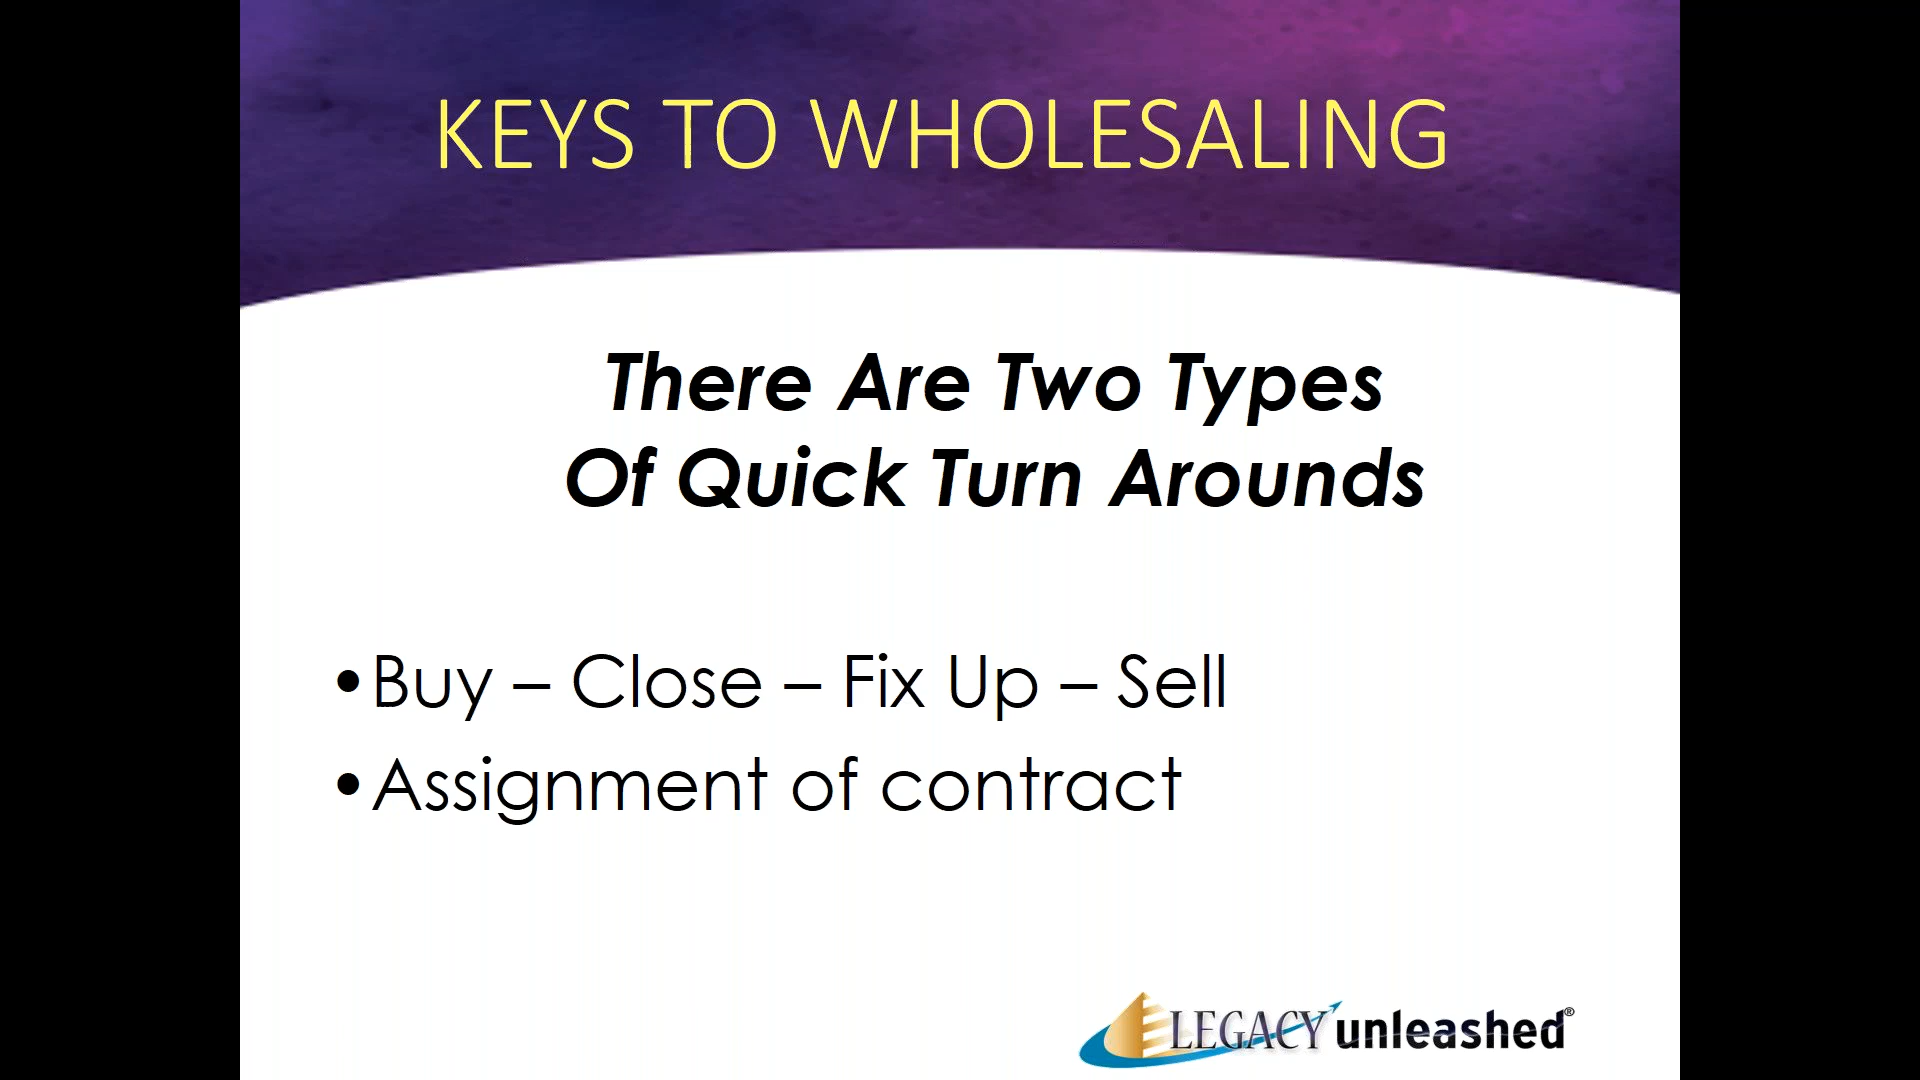 KEYS TO WHOLESALING
There Are Two Types
Of Quick Turn Arounds
•Buy – Close – Fix Up – Sell
•Assignment of contract
LEGACY unleashed®